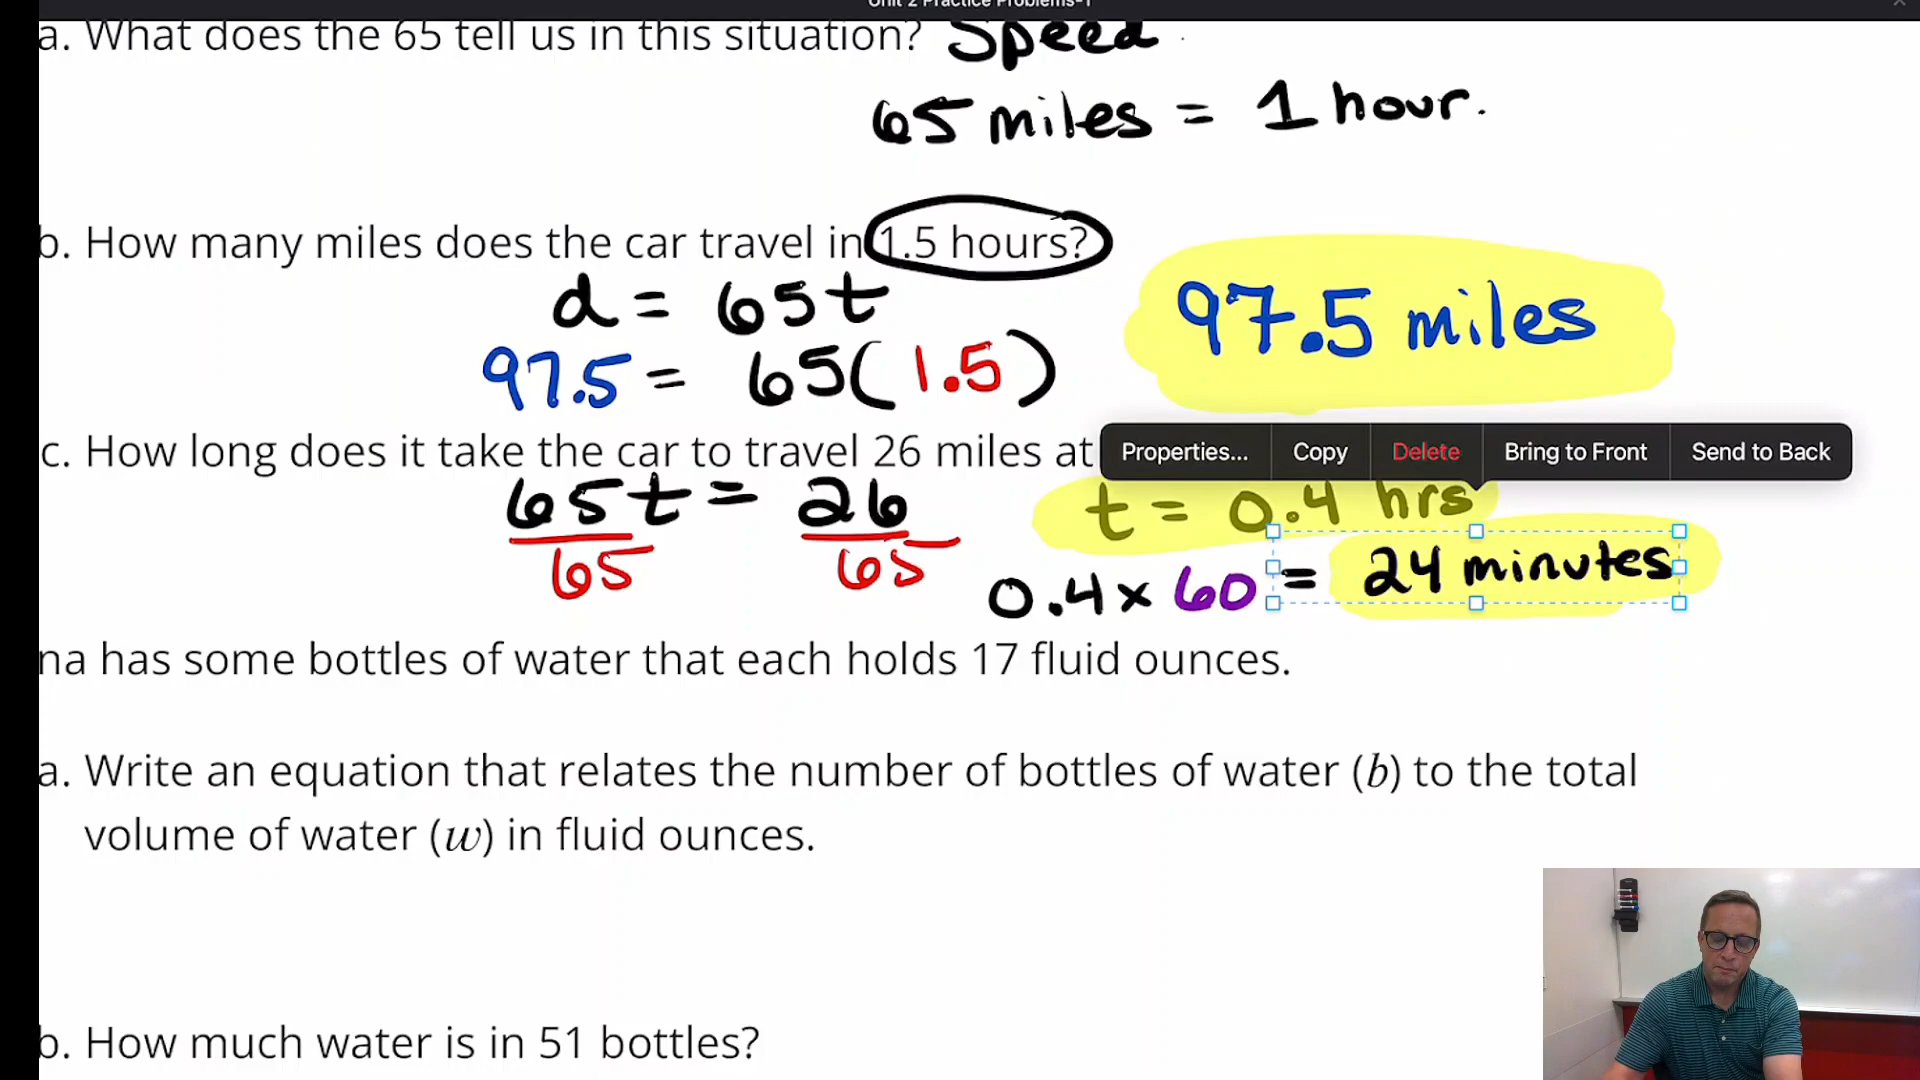 Unit 2 Practice Problems-1
a. What does the 65 tell us in this situation? Speed
65 miles = 1 hour.
b. How many miles does the car travel in 1.5 hours?
d = 65t
97.5 miles
97.5 = 65(1.5)
c. How long does it take the car to travel 26 miles at
Properties... Copy Delete Bring to Front Send to Back
65t = 26
65 65
t = 0.4 hrs
0.4 x 60 = 24 minutes
na has some bottles of water that each holds 17 fluid ounces.
a. Write an equation that relates the number of bottles of water (b) to the total
volume of water (w) in fluid ounces.
b. How much water is in 51 bottles?